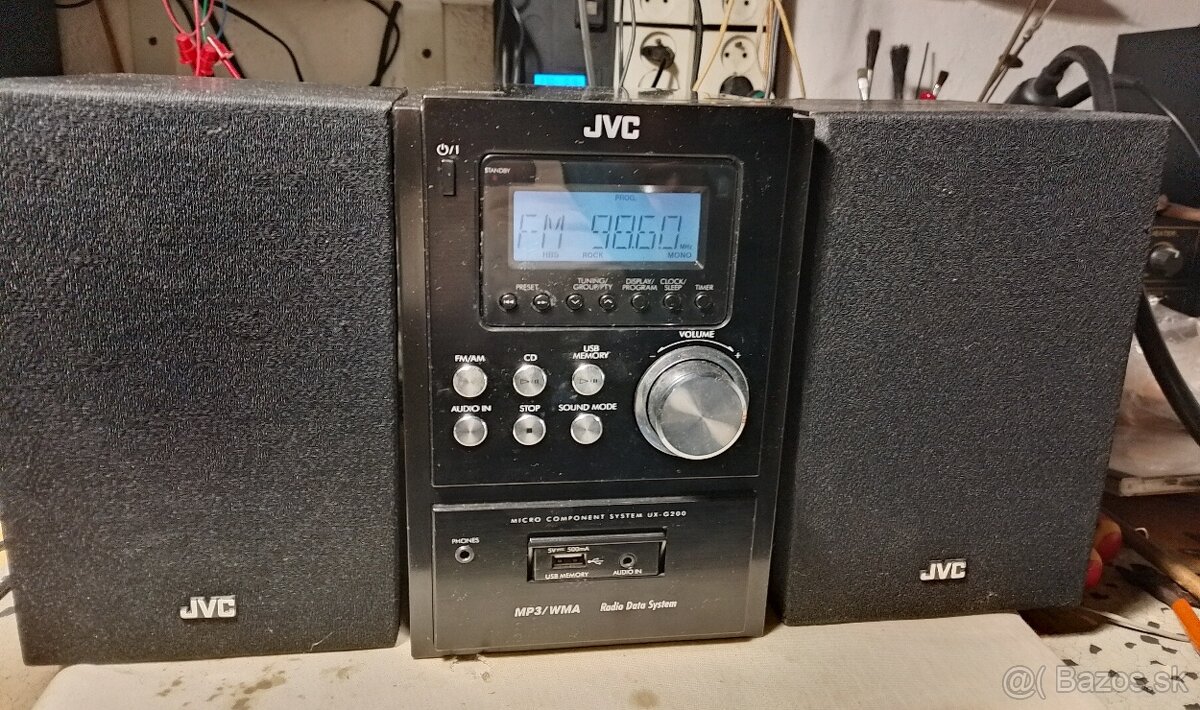 JVC
⏻/I
STANDBY
PROG.
FM 98.60 MHz
HBS ROCK MONO
PRESET TUNING/ GROUP/PTY DISPLAY/ PROGRAM CLOCK/ SLEEP TIMER
VOLUME
- +
FM/AM CD USB MEMORY
AUDIO IN STOP SOUND MODE
MICRO COMPONENT SYSTEM UX-G200
PHONES
5V 500mA
USB MEMORY AUDIO IN
MP3/WMA Radio Data System
JVC
JVC
@( Bazos.sk